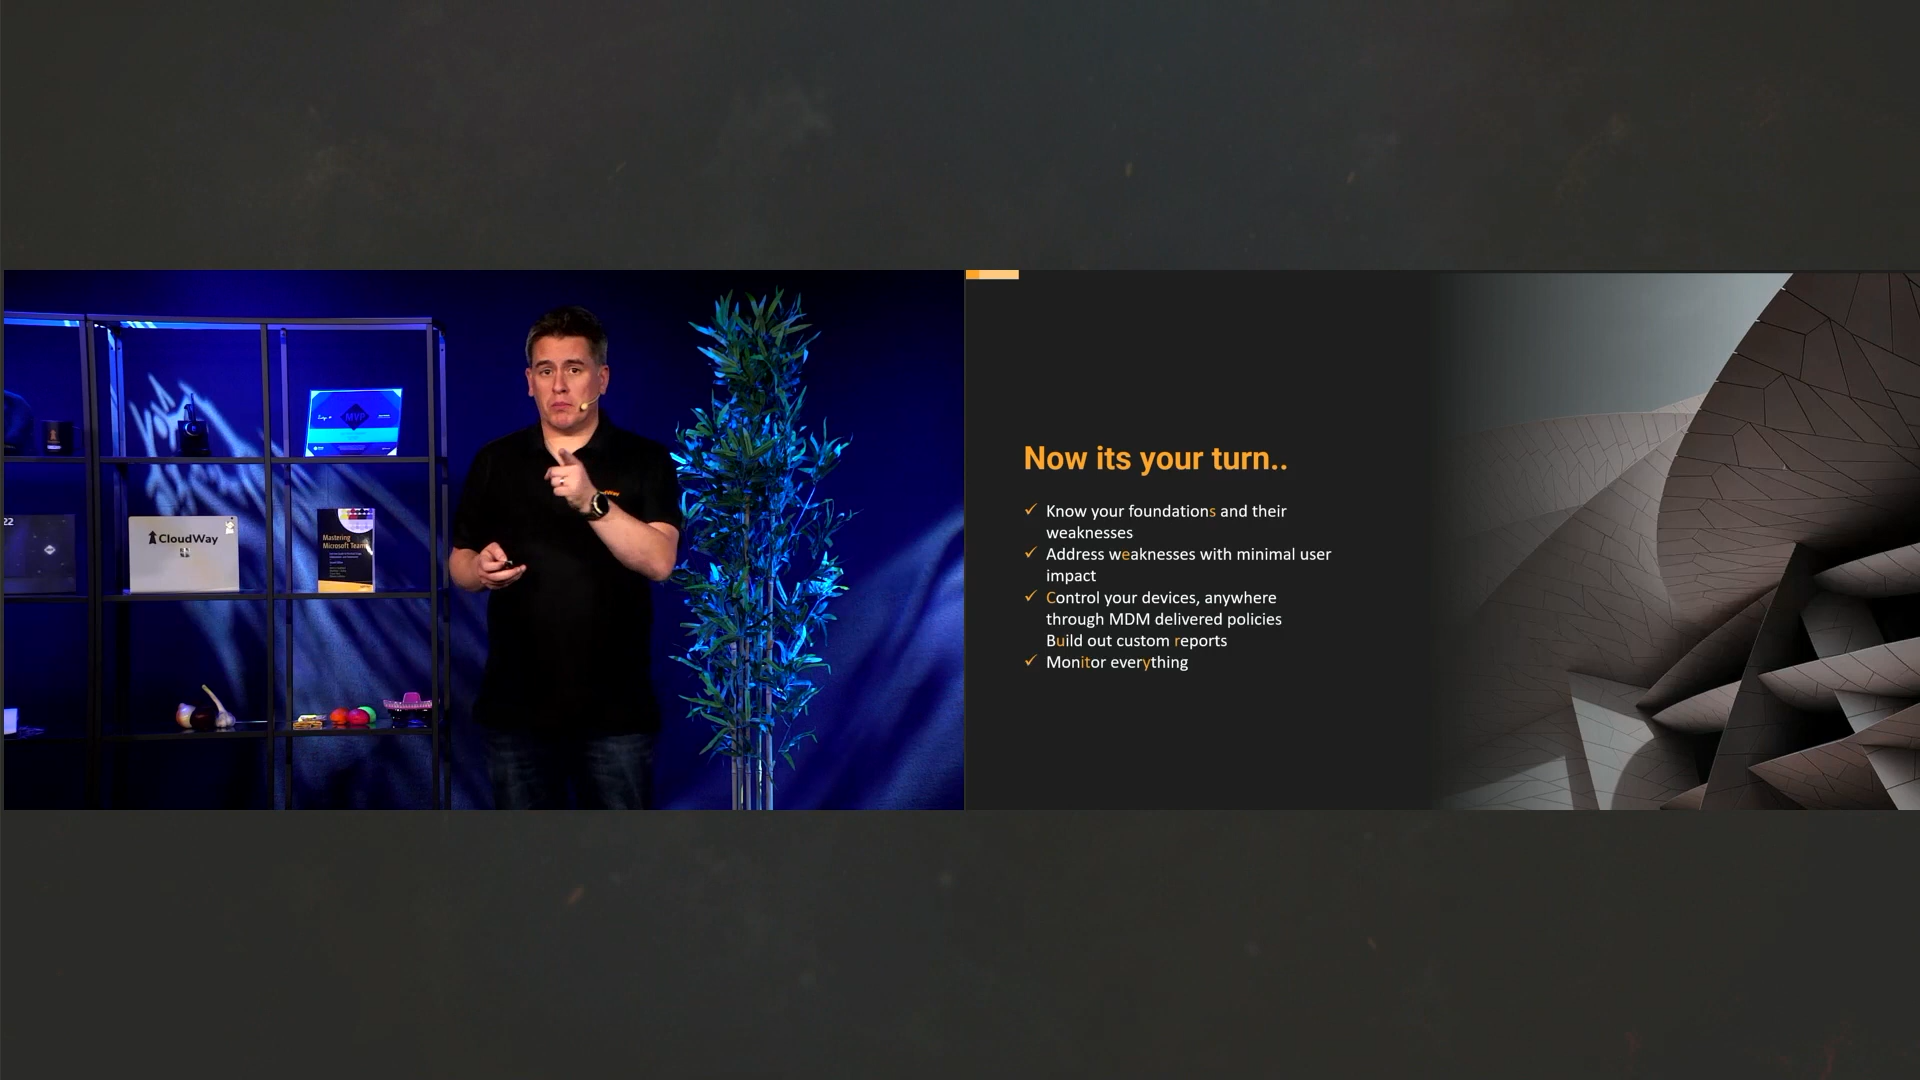 MVP
22
CloudWay
Mastering
Microsoft Teams
Now its your turn..
✓ Know your foundations and their
weaknesses
✓ Address weaknesses with minimal user
impact
✓ Control your devices, anywhere
through MDM delivered policies
Build out custom reports
✓ Monitor everything